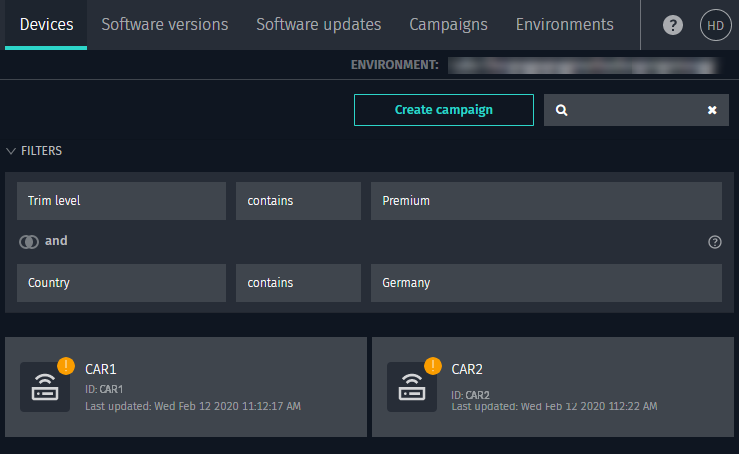 Devices Software versions Software updates Campaigns Environments ? HD
ENVIRONMENT:
Create campaign
FILTERS
Trim level contains Premium
and ?
Country contains Germany
! CAR1
ID: CAR1
Last updated: Wed Feb 12 2020 11:12:17 AM
! CAR2
ID: CAR2
Last updated: Wed Feb 12 2020 112:22 AM